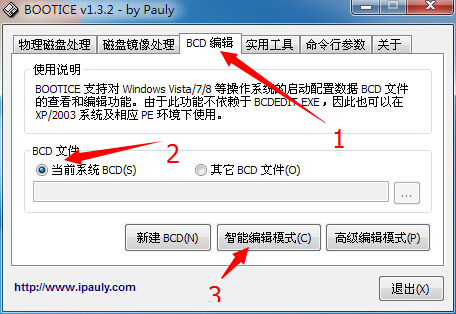 BOOTICE v1.3.2 - by Pauly
物理磁盘处理 磁盘镜像处理 BCD 编辑 实用工具 命令行参数 关于
使用说明
BOOTICE 支持对 Windows Vista/7/8 等操作系统的启动配置数据 BCD 文件
的查看和编辑功能。由于此功能不依赖于 BCDEDIT.EXE，因此也可以在
XP/2003 系统及相应 PE 环境下使用。
1
BCD 文件
2
当前系统 BCD(S) 其它 BCD 文件(O)
...
新建 BCD(N) 智能编辑模式(C) 高级编辑模式(P)
3
http://www.ipauly.com 退出(X)